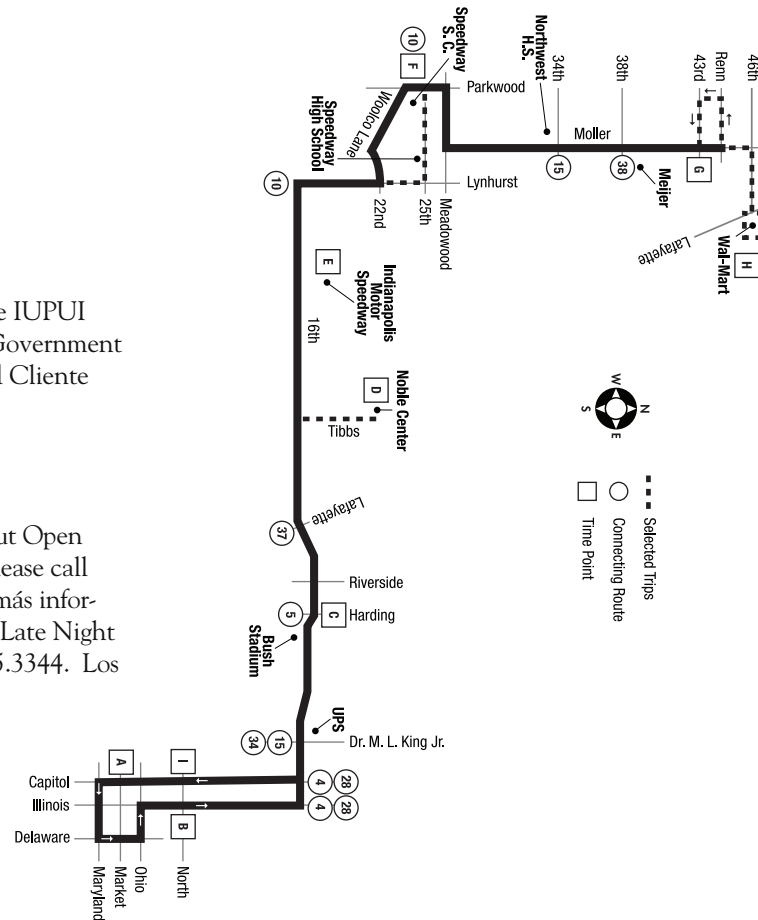 e IUPUI
Government
l Cliente
ut Open
lease call
más infor-
Late Night
5.3344. Los
Speedway
S. C.
10
F
Woolco Lane
Speedway
High School
10
Parkwood
Lynhurst
Meadowood
25th
22nd
Northwest
H.S.
34th
38th
Moller
15
38
Meijer
43rd
Renn
46th
G
Lafayette
Wal-Mart
H
E
Indianapolis
Motor
Speedway
16th
Noble Center
D
Tibbs
N
E
S
W
Selected Trips
Connecting Route
Time Point
Lafayette
37
Riverside
5
C
Harding
Bush
Stadium
UPS
34
15
Dr. M. L. King Jr.
Capitol
Illinois
Delaware
A
I
B
4
28
4
28
Maryland
Market
Ohio
North